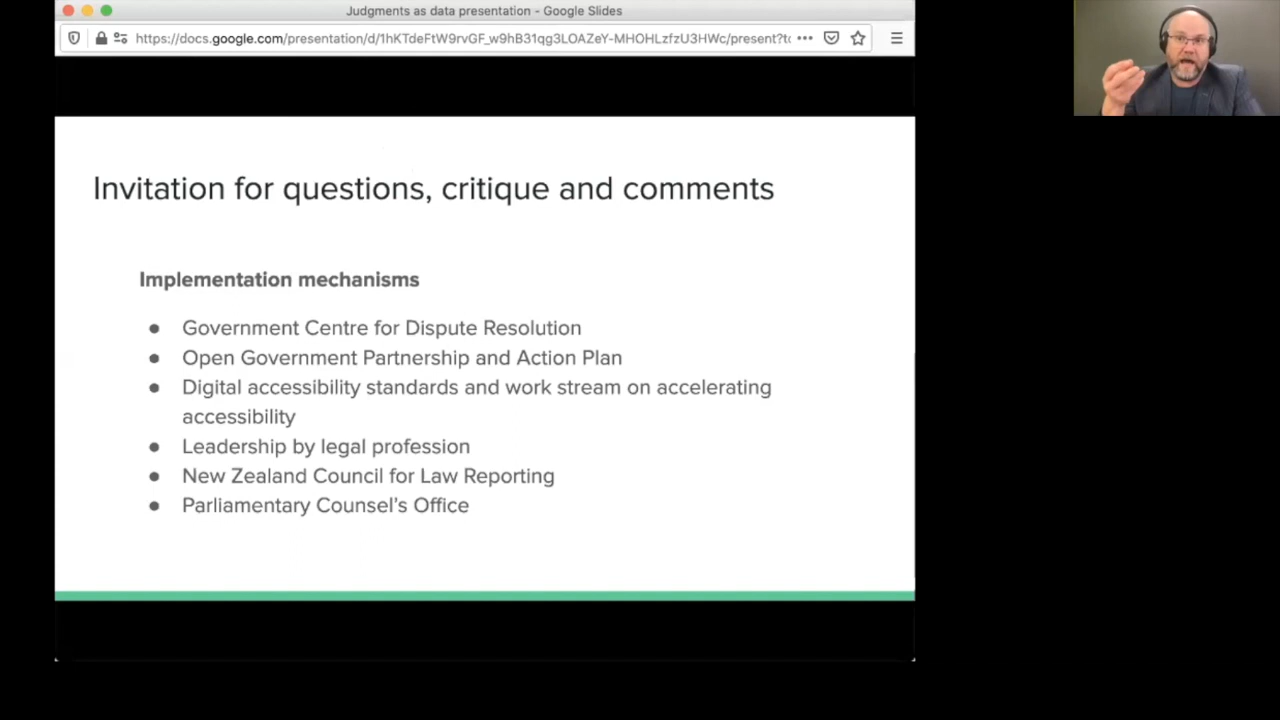 Judgments as data presentation - Google Slides
https://docs.google.com/presentation/d/1hKTdeFtW9rvGF_w9hB31qg3LOAZeY-MHOHLzfzU3HWc/present?tc
Invitation for questions, critique and comments
Implementation mechanisms
● Government Centre for Dispute Resolution
● Open Government Partnership and Action Plan
● Digital accessibility standards and work stream on accelerating
accessibility
● Leadership by legal profession
● New Zealand Council for Law Reporting
● Parliamentary Counsel's Office